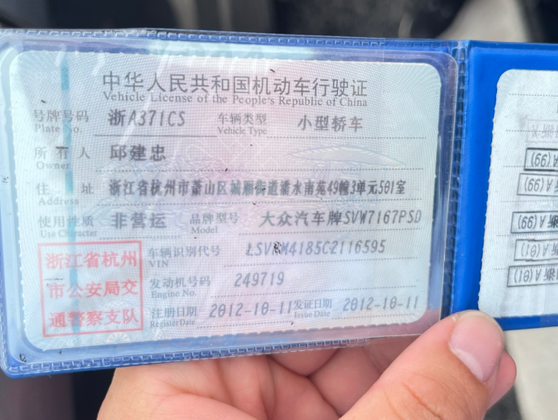 中华人民共和国机动车行驶证
Vehicle License of the People's Republic of China
号牌号码 浙A371CS 车辆类型 小型轿车
Plate No. Vehicle Type
所有人 邱建忠
Owner
住址 浙江省杭州市萧山区城厢街道潘水南苑49幢3单元501室
Address
使用性质 非营运 品牌型号 大众汽车牌SVW7167PSD
Use Character Model
车辆识别代号
VIN
发动机号码 249719
Engine No.
注册日期 2012-10-11 发证日期 2012-10-11
Register Date Issue Date
浙江省杭州
市公安局交
通警察支队